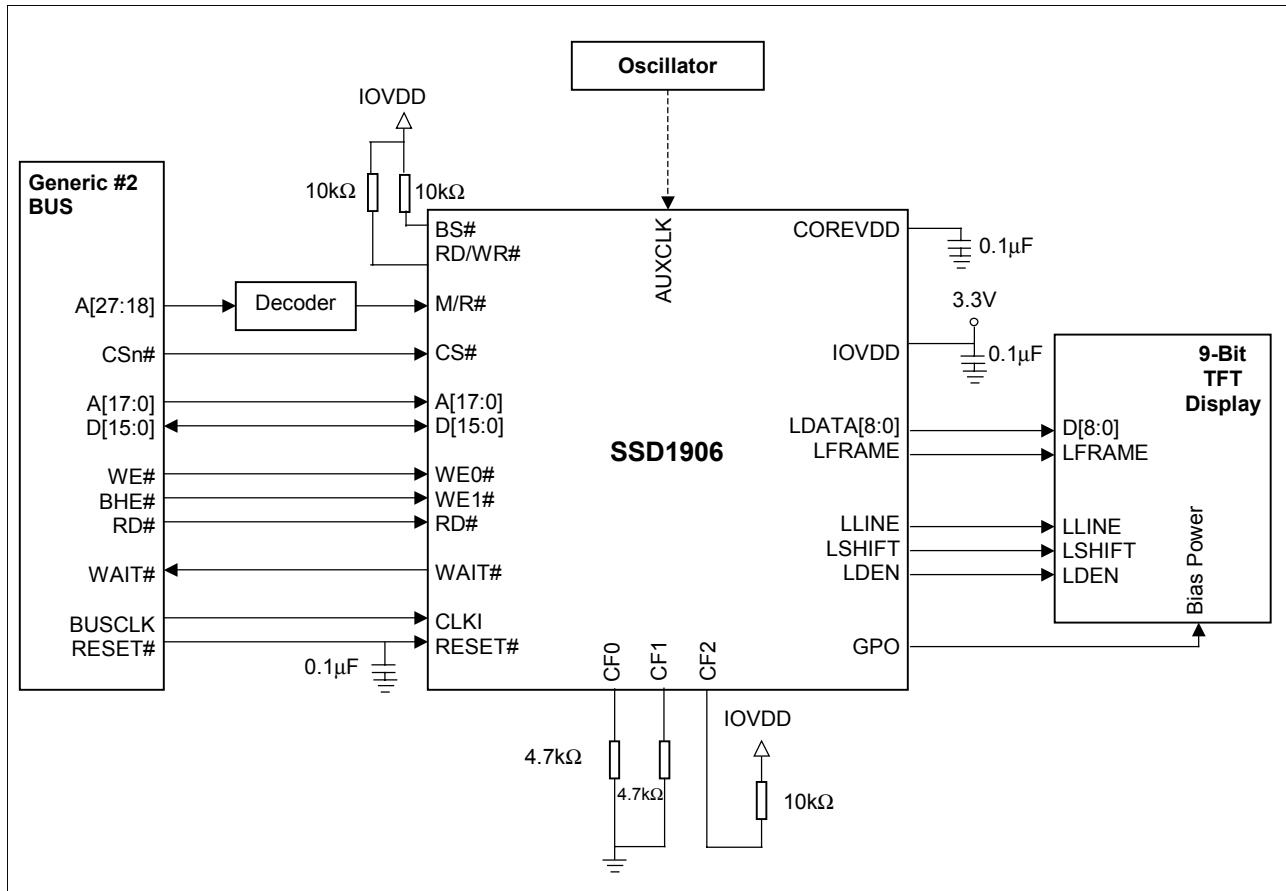 Oscillator
IOVDD
Generic #2
BUS
10kΩ
10kΩ
BS#
RD/WR#
AUXCLK
COREVDD
0.1µF
A[27:18]
Decoder
M/R#
3.3V
CSn#
CS#
IOVDD
0.1µF
9-Bit
TFT
Display
A[17:0]
A[17:0]
D[15:0]
D[15:0]
LDATA[8:0]
D[8:0]
SSD1906
LFRAME
LFRAME
WE#
WE0#
BHE#
WE1#
RD#
RD#
LLINE
LLINE
LSHIFT
LSHIFT
WAIT#
WAIT#
LDEN
LDEN
Bias Power
BUSCLK
CLKI
RESET#
RESET#
GPO
0.1µF
CF0
CF1
CF2
IOVDD
4.7kΩ
4.7kΩ
10kΩ